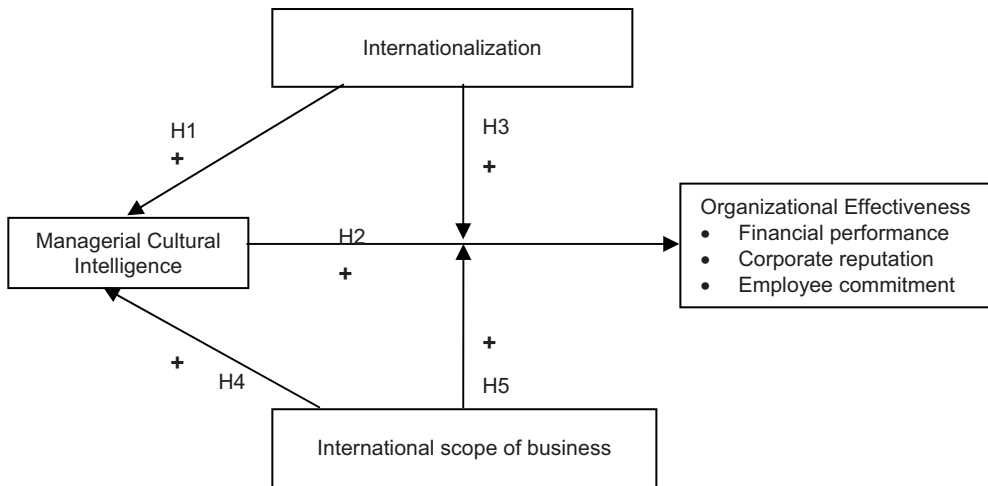 Internationalization
H1
+
H3
+
Managerial Cultural
Intelligence
H2
+
Organizational Effectiveness
• Financial performance
• Corporate reputation
• Employee commitment
+
H4
+
H5
International scope of business